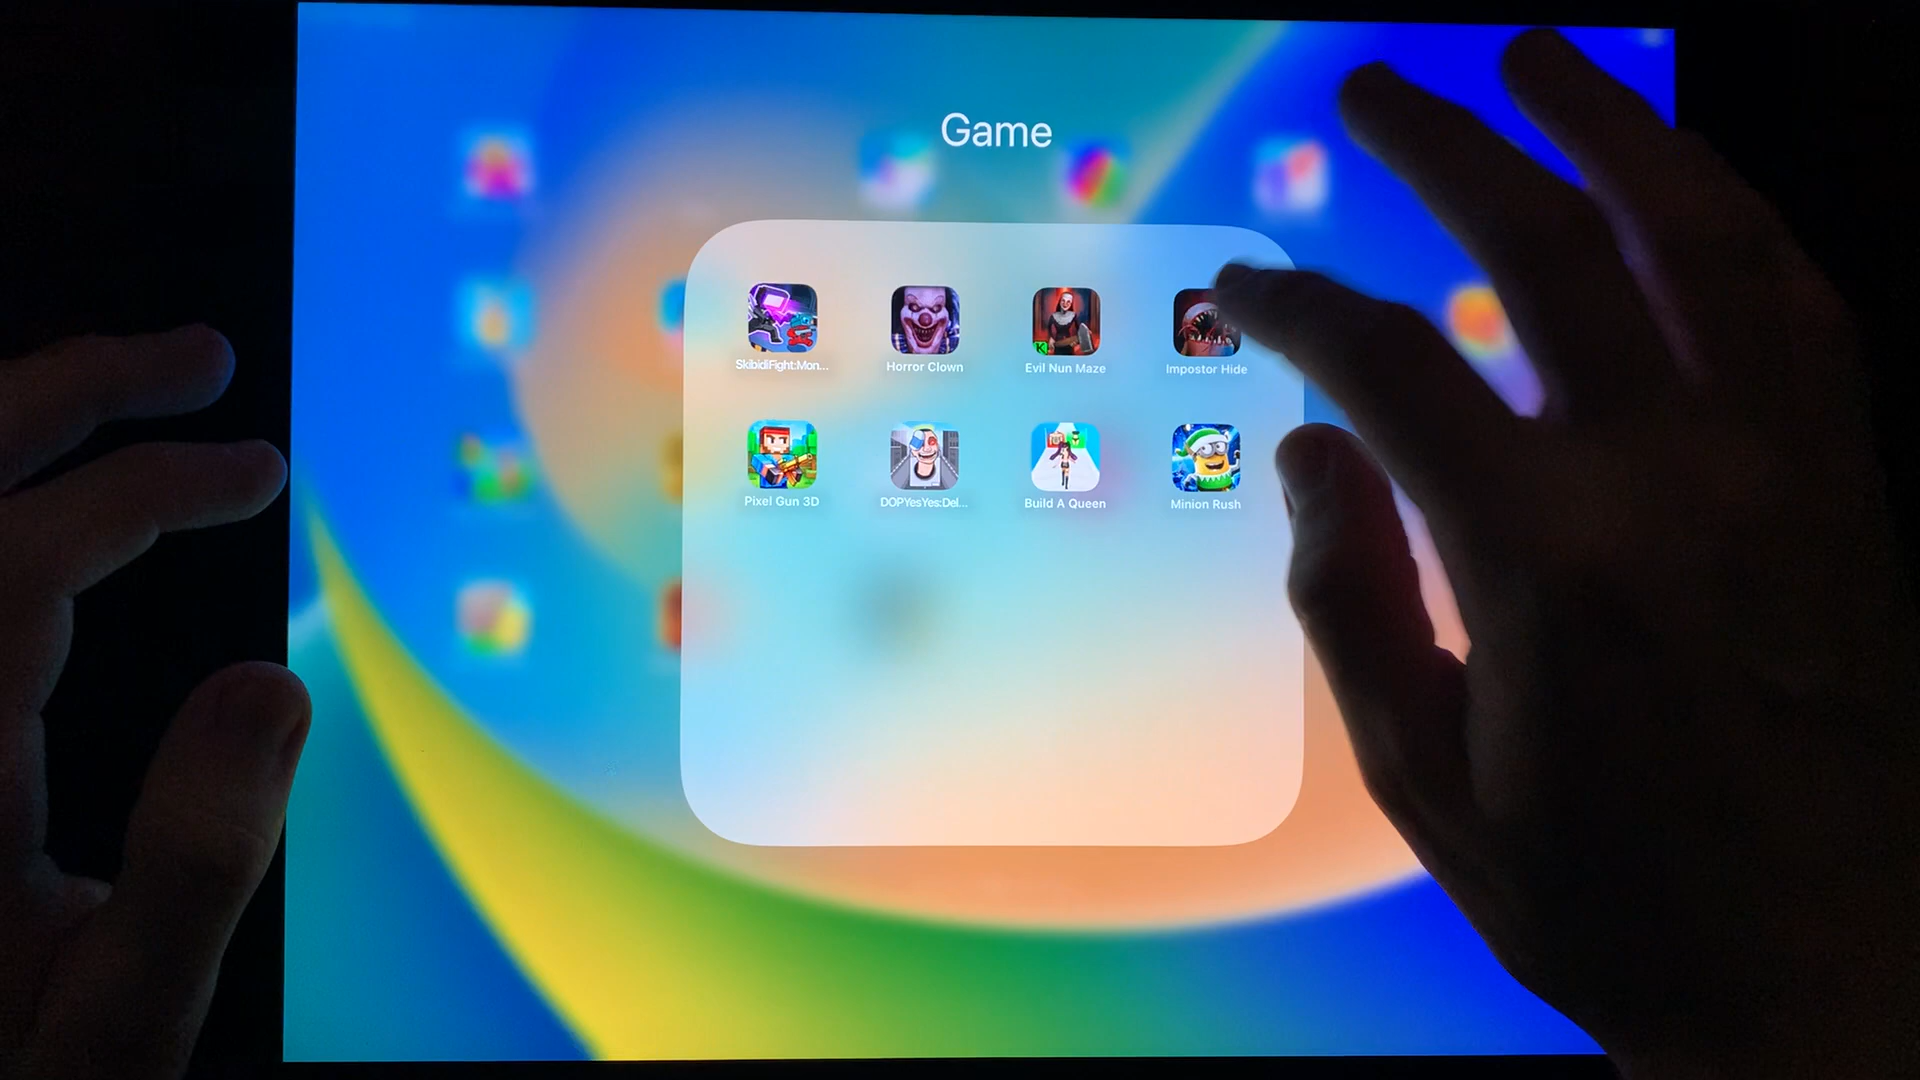 Game
SkibidiFight:Mon...
Horror Clown
Evil Nun Maze
Impostor Hide
Pixel Gun 3D
DOPYesYes:Del...
Build A Queen
Minion Rush